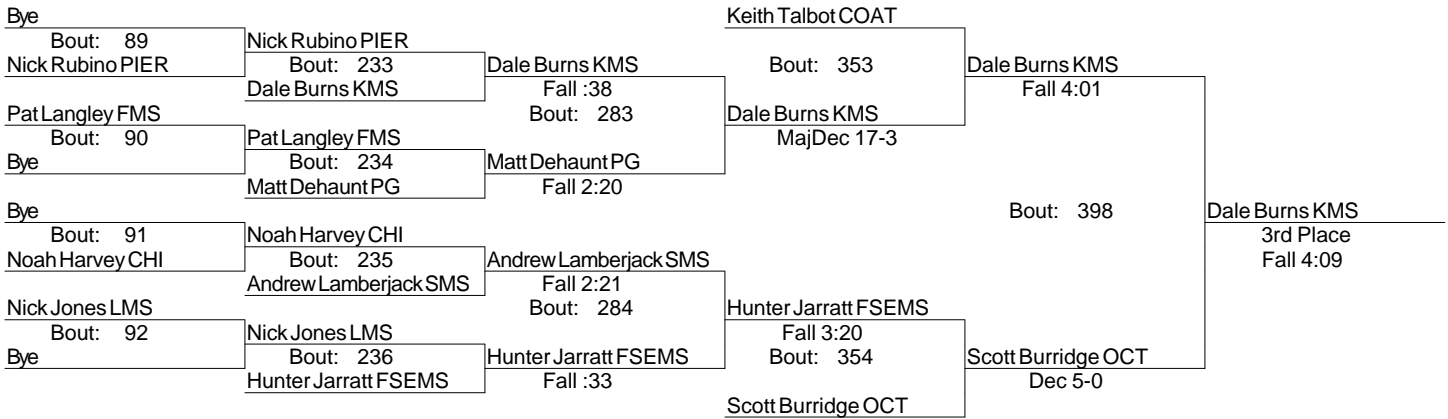 Bye
Keith Talbot COAT
Bout: 89
Nick Rubino PIER
Nick Rubino PIER
Bout: 233
Dale Burns KMS
Bout: 353
Dale Burns KMS
Dale Burns KMS
Fall :38
Fall 4:01
Pat Langley FMS
Bout: 283
Dale Burns KMS
Bout: 90
Pat Langley FMS
MajDec 17-3
Bye
Bout: 234
Matt Dehaunt PG
Matt Dehaunt PG
Fall 2:20
Bye
Bout: 398
Dale Burns KMS
Bout: 91
Noah Harvey CHI
3rd Place
Noah Harvey CHI
Bout: 235
Andrew Lamberjack SMS
Fall 4:09
Andrew Lamberjack SMS
Fall 2:21
Nick Jones LMS
Bout: 284
Hunter Jarratt FSEMS
Bout: 92
Nick Jones LMS
Fall 3:20
Bye
Bout: 236
Hunter Jarratt FSEMS
Bout: 354
Scott Burridge OCT
Hunter Jarratt FSEMS
Fall :33
Dec 5-0
Scott Burridge OCT